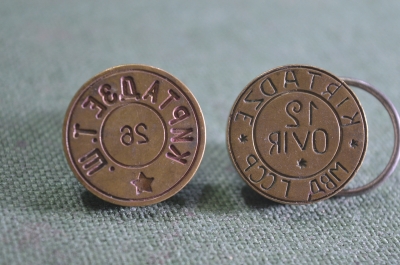 КИРТАДЗЕ Т. Ш.
26
KIRTADZE
12
OVIR
МВД ГССР